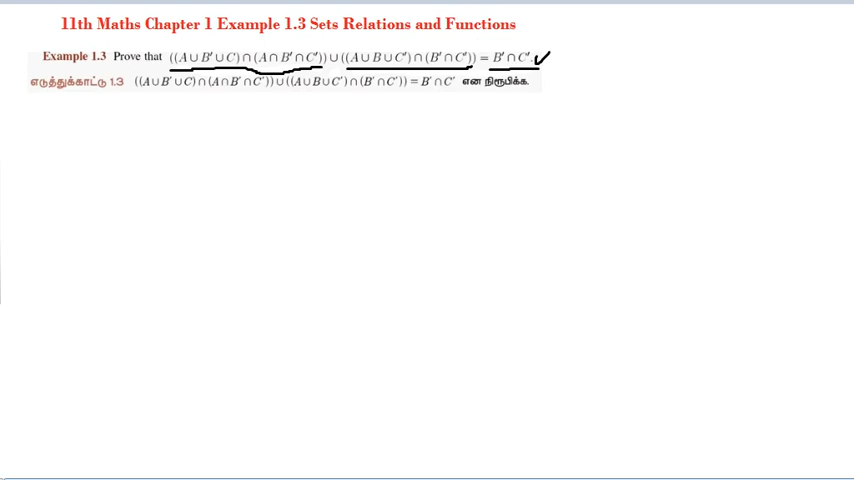 11th Maths Chapter 1 Example 1.3 Sets Relations and Functions
Example 1.3 Prove that ((A ∪ B′ ∪ C) ∩ (A ∩ B′ ∩ C′)) ∪ ((A ∪ B ∪ C′) ∩ (B′ ∩ C′)) = B′ ∩ C′.
எடுத்துக்காட்டு 1.3 ((A ∪ B′ ∪ C) ∩ (A ∩ B′ ∩ C′)) ∪ ((A ∪ B ∪ C′) ∩ (B′ ∩ C′)) = B′ ∩ C′ என நிரூபிக்க.